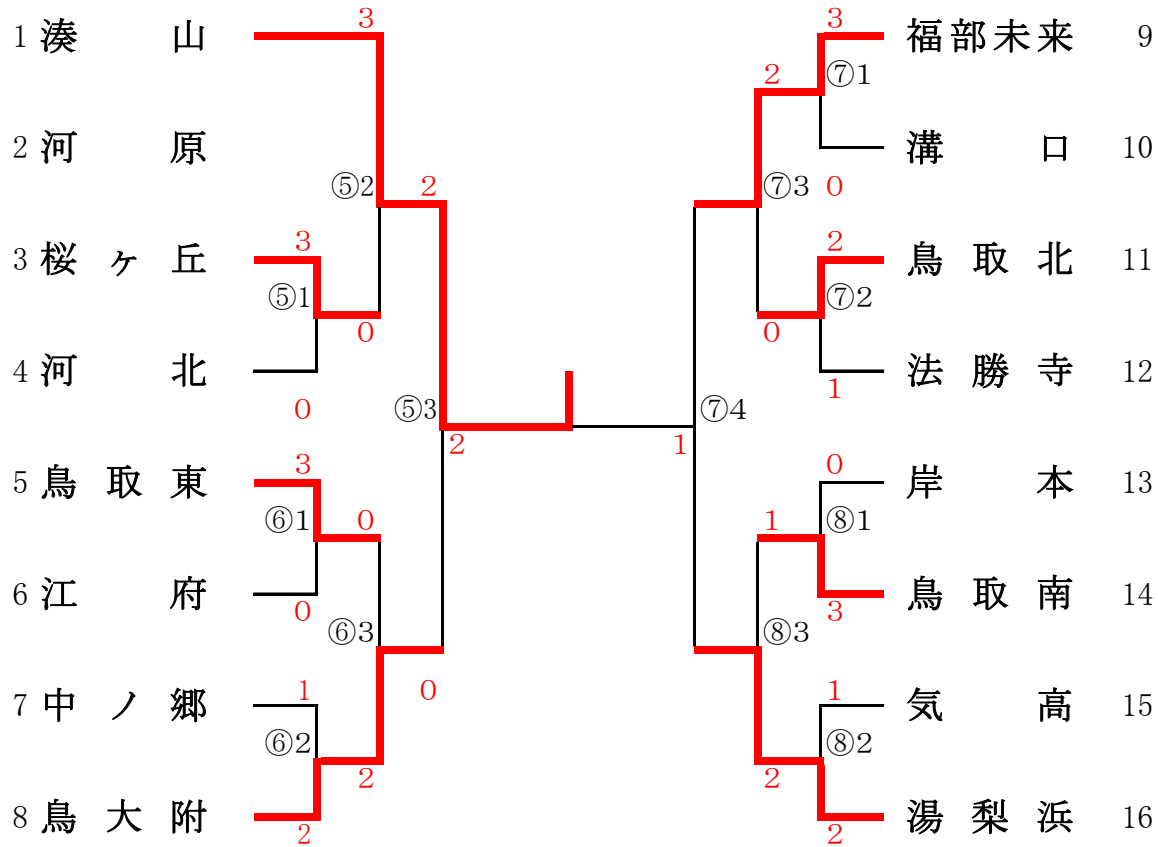 3 3
1 湊 山 福部未来 9
2 ⑦1
2 河 原 溝 口 10
⑤2 2 ⑦3 0
3 2
3 桜 ヶ 丘 鳥 取 北 11
⑤1 ⑦2
0 0
4 河 北 法 勝 寺 12
0 ⑤3 ⑦4 1
2 1
3 0
5 鳥 取 東 岸 本 13
⑥1 0 1 ⑧1
6 江 府 鳥 取 南 14
0 3
⑥3 ⑧3
1 0 1
7 中 ノ 郷 気 高 15
⑥2 ⑧2
2 2
8 鳥 大 附 湯 梨 浜 16
2 2